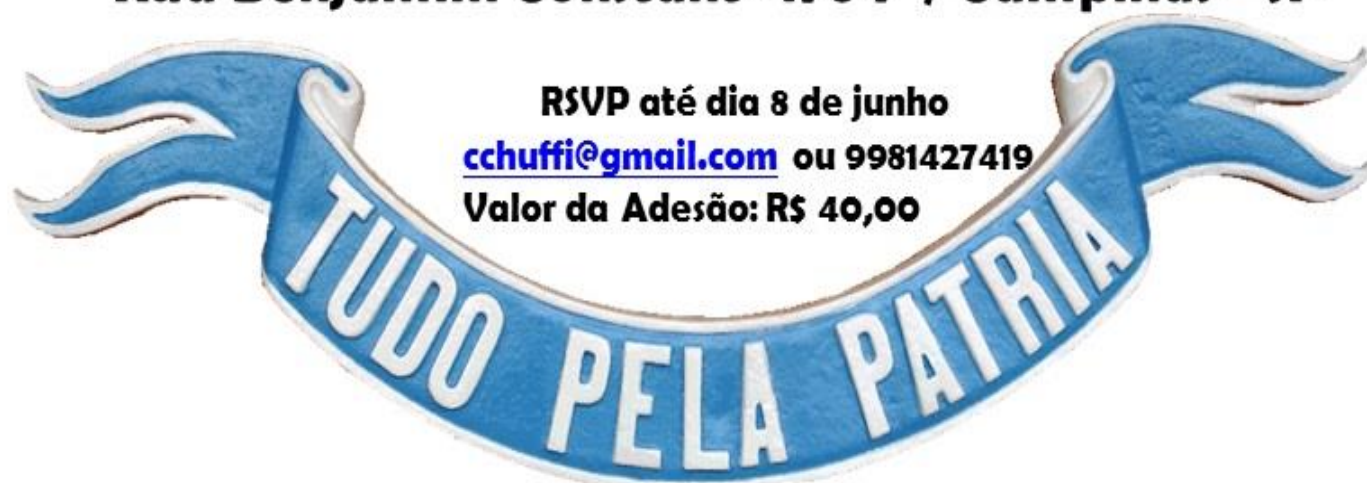 RSVP até dia 8 de junho
cchuffi@gmail.com ou 9981427419
Valor da Adesão: R$ 40,00
TUDO PELA PATRIA